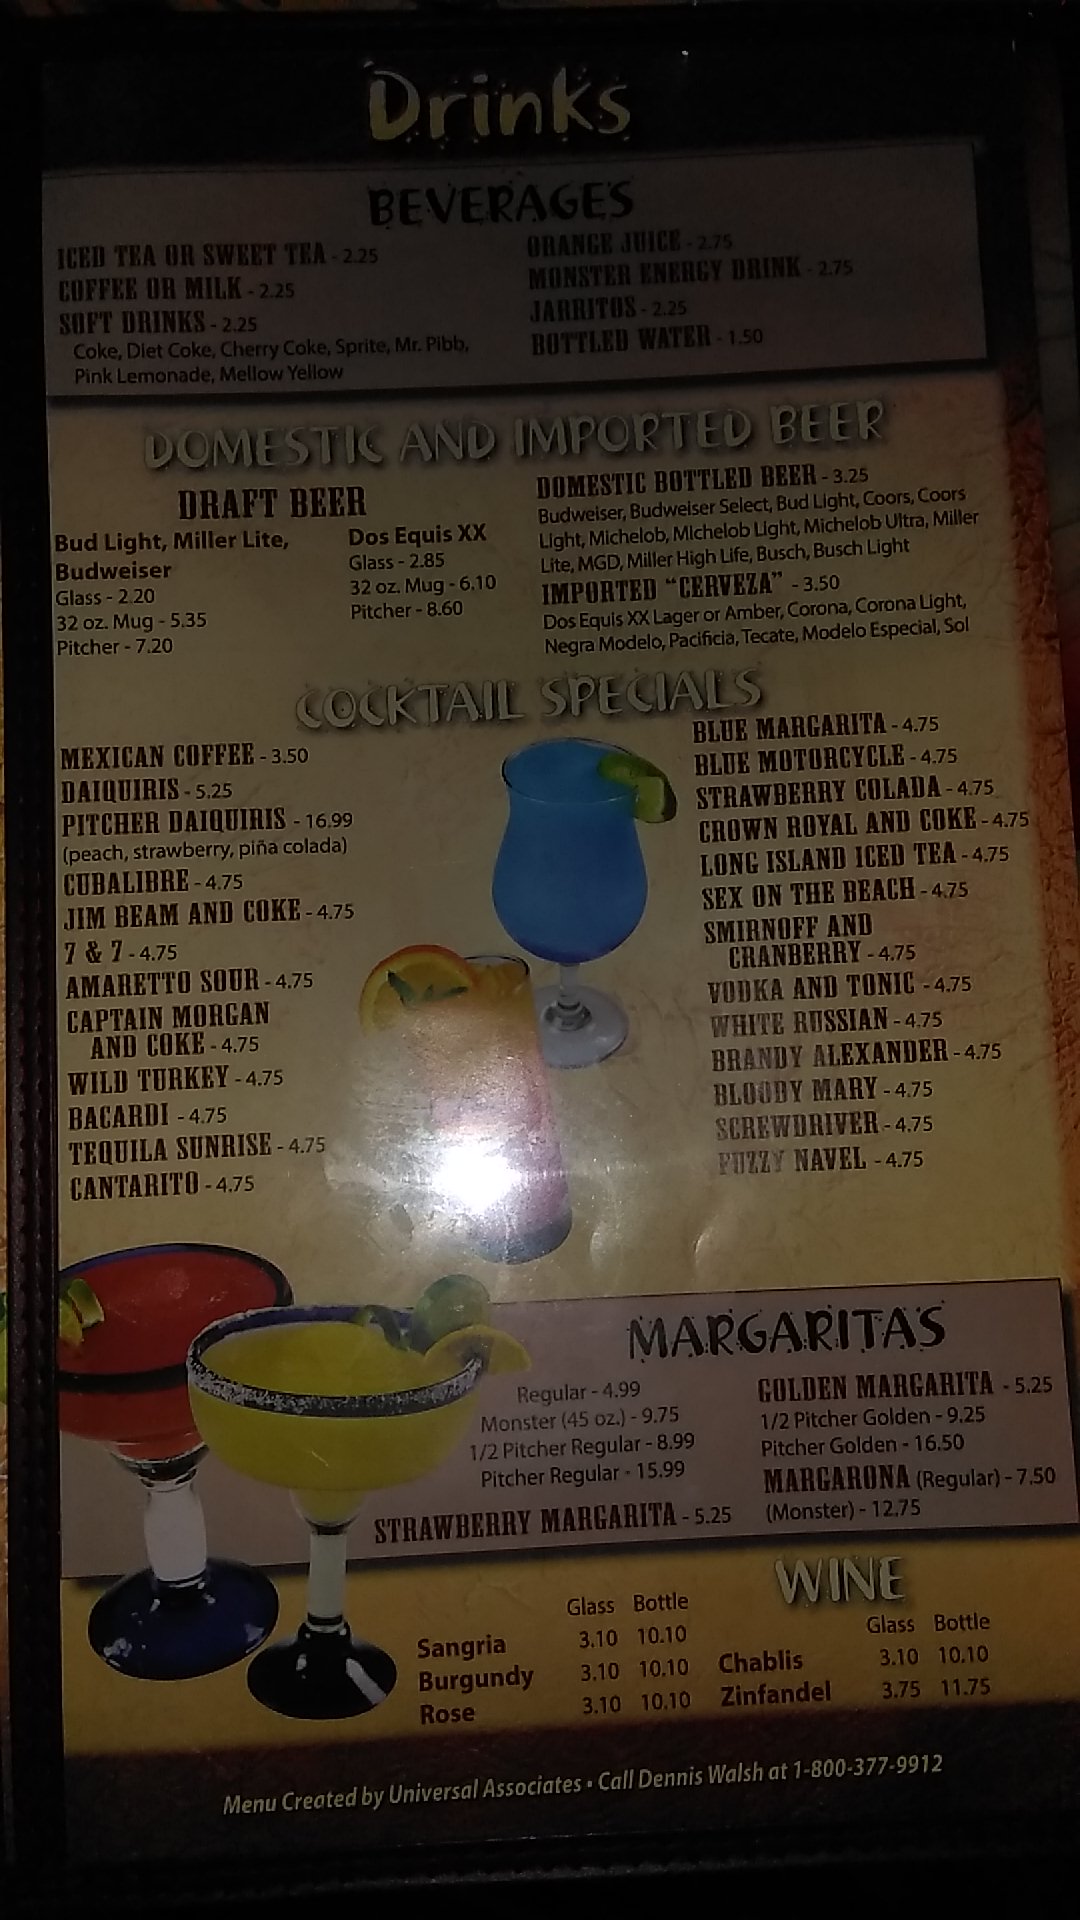 Drinks
BEVERAGES
ICED TEA OR SWEET TEA - 2.25
COFFEE OR MILK - 2.25
SOFT DRINKS - 2.25
Coke, Diet Coke, Cherry Coke, Sprite, Mr. Pibb,
Pink Lemonade, Mellow Yellow
ORANGE JUICE - 2.75
MONSTER ENERGY DRINK - 2.75
JARRITOS - 2.25
BOTTLED WATER - 1.50
DOMESTIC AND IMPORTED BEER
DRAFT BEER
Bud Light, Miller Lite,
Budweiser
Glass - 2.20
32 oz. Mug - 5.35
Pitcher - 7.20
Dos Equis XX
Glass - 2.85
32 oz. Mug - 6.10
Pitcher - 8.60
DOMESTIC BOTTLED BEER - 3.25
Budweiser, Budweiser Select, Bud Light, Coors, Coors
Light, Michelob, Michelob Light, Michelob Ultra, Miller
Lite, MGD, Miller High Life, Busch, Busch Light
IMPORTED "CERVEZA" - 3.50
Dos Equis XX Lager or Amber, Corona, Corona Light,
Negra Modelo, Pacificia, Tecate, Modelo Especial, Sol
COCKTAIL SPECIALS
MEXICAN COFFEE - 3.50
DAIQUIRIS - 5.25
PITCHER DAIQUIRIS - 16.99
(peach, strawberry, piña colada)
CUBALIBRE - 4.75
JIM BEAM AND COKE - 4.75
7 & 7 - 4.75
AMARETTO SOUR - 4.75
CAPTAIN MORGAN
AND COKE - 4.75
WILD TURKEY - 4.75
BACARDI - 4.75
TEQUILA SUNRISE - 4.75
CANTARITO - 4.75
BLUE MARGARITA - 4.75
BLUE MOTORCYCLE - 4.75
STRAWBERRY COLADA - 4.75
CROWN ROYAL AND COKE - 4.75
LONG ISLAND ICED TEA - 4.75
SEX ON THE BEACH - 4.75
SMIRNOFF AND
CRANBERRY - 4.75
VODKA AND TONIC - 4.75
WHITE RUSSIAN - 4.75
BRANDY ALEXANDER - 4.75
BLOODY MARY - 4.75
SCREWDRIVER - 4.75
FUZZY NAVEL - 4.75
MARGARITAS
Regular - 4.99
Monster (45 oz.) - 9.75
1/2 Pitcher Regular - 8.99
Pitcher Regular - 15.99
STRAWBERRY MARGARITA - 5.25
GOLDEN MARGARITA - 5.25
1/2 Pitcher Golden - 9.25
Pitcher Golden - 16.50
MARGARONA (Regular) - 7.50
(Monster) - 12.75
WINE
Glass Bottle
Sangria 3.10 10.10
Burgundy 3.10 10.10
Rose 3.10 10.10
Glass Bottle
Chablis 3.10 10.10
Zinfandel 3.75 11.75
Menu Created by Universal Associates • Call Dennis Walsh at 1-800-377-9912